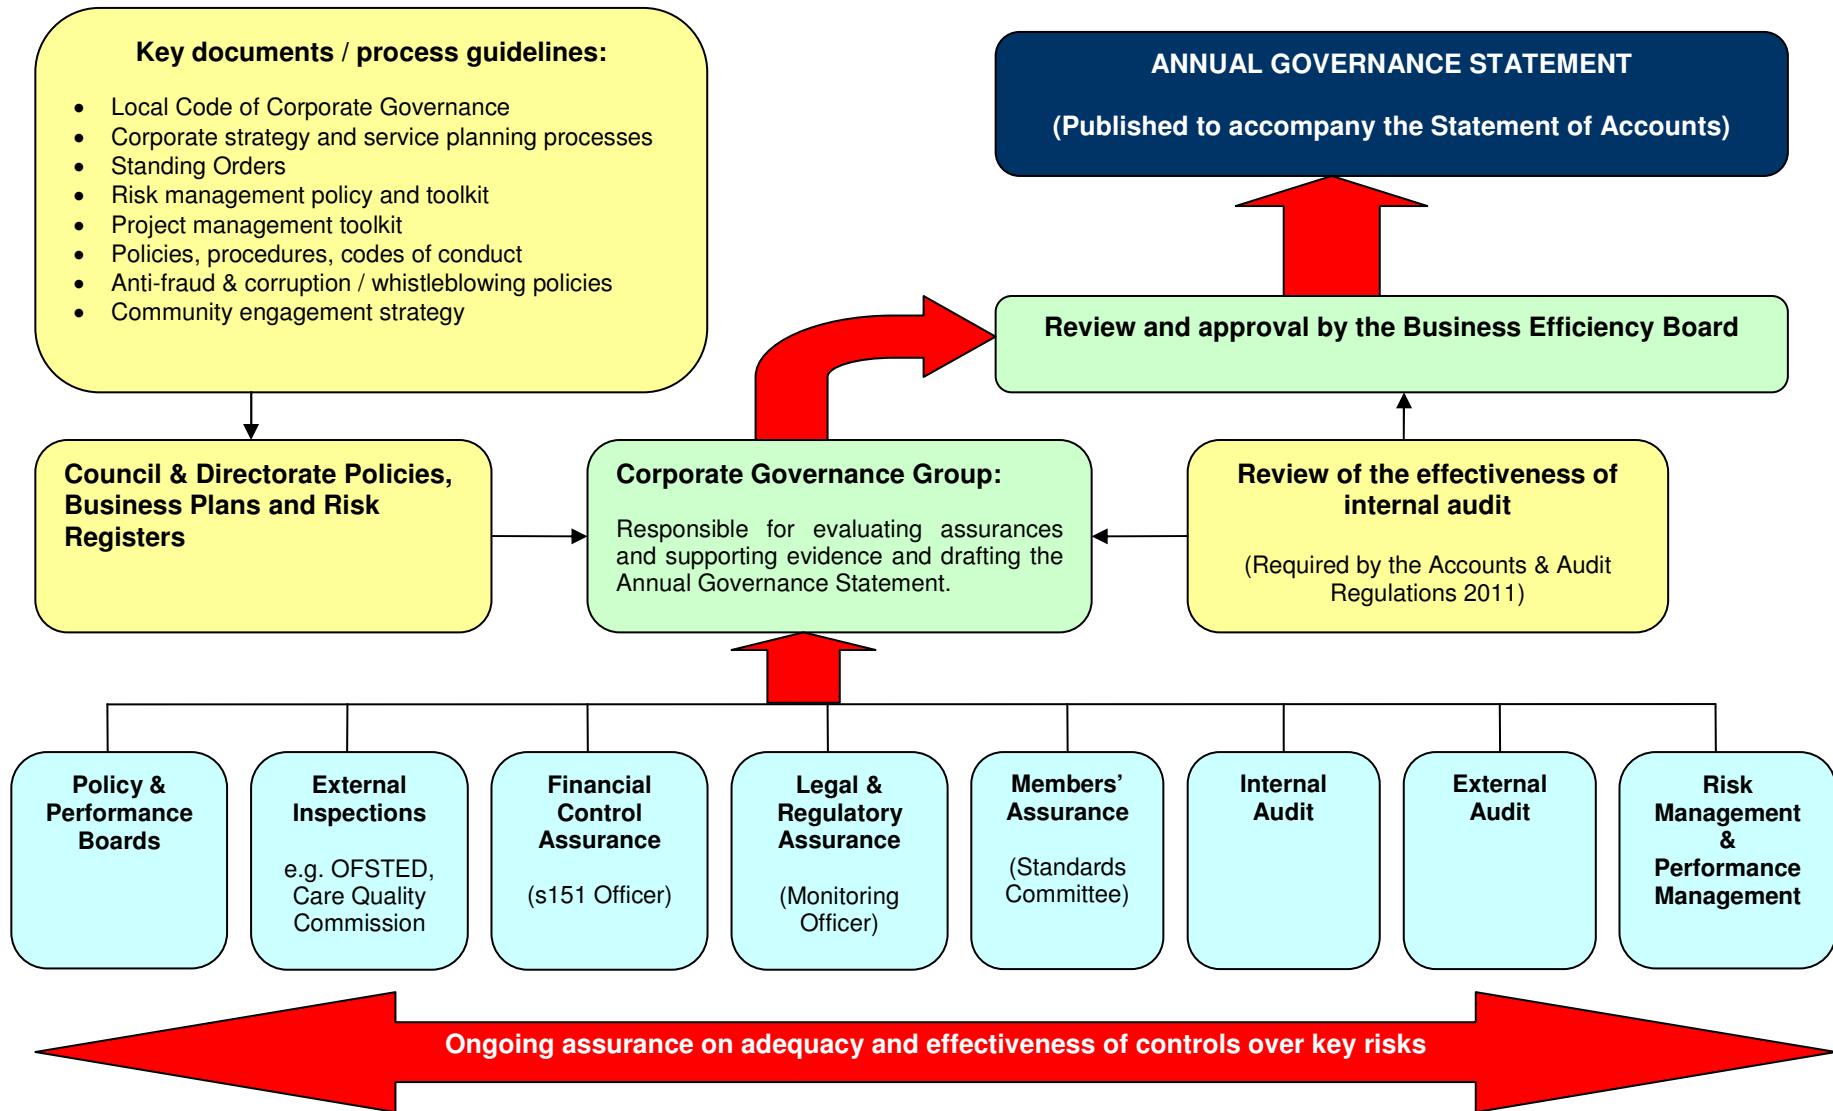 Key documents / process guidelines:
• Local Code of Corporate Governance
• Corporate strategy and service planning processes
• Standing Orders
• Risk management policy and toolkit
• Project management toolkit
• Policies, procedures, codes of conduct
• Anti-fraud & corruption / whistleblowing policies
• Community engagement strategy
ANNUAL GOVERNANCE STATEMENT
(Published to accompany the Statement of Accounts)
Review and approval by the Business Efficiency Board
Council & Directorate Policies,
Business Plans and Risk
Registers
Corporate Governance Group:
Responsible for evaluating assurances
and supporting evidence and drafting the
Annual Governance Statement.
Review of the effectiveness of
internal audit
(Required by the Accounts & Audit
Regulations 2011)
Policy &
Performance
Boards
External
Inspections
e.g. OFSTED,
Care Quality
Commission
Financial
Control
Assurance
(s151 Officer)
Legal &
Regulatory
Assurance
(Monitoring
Officer)
Members’
Assurance
(Standards
Committee)
Internal
Audit
External
Audit
Risk
Management
&
Performance
Management
Ongoing assurance on adequacy and effectiveness of controls over key risks